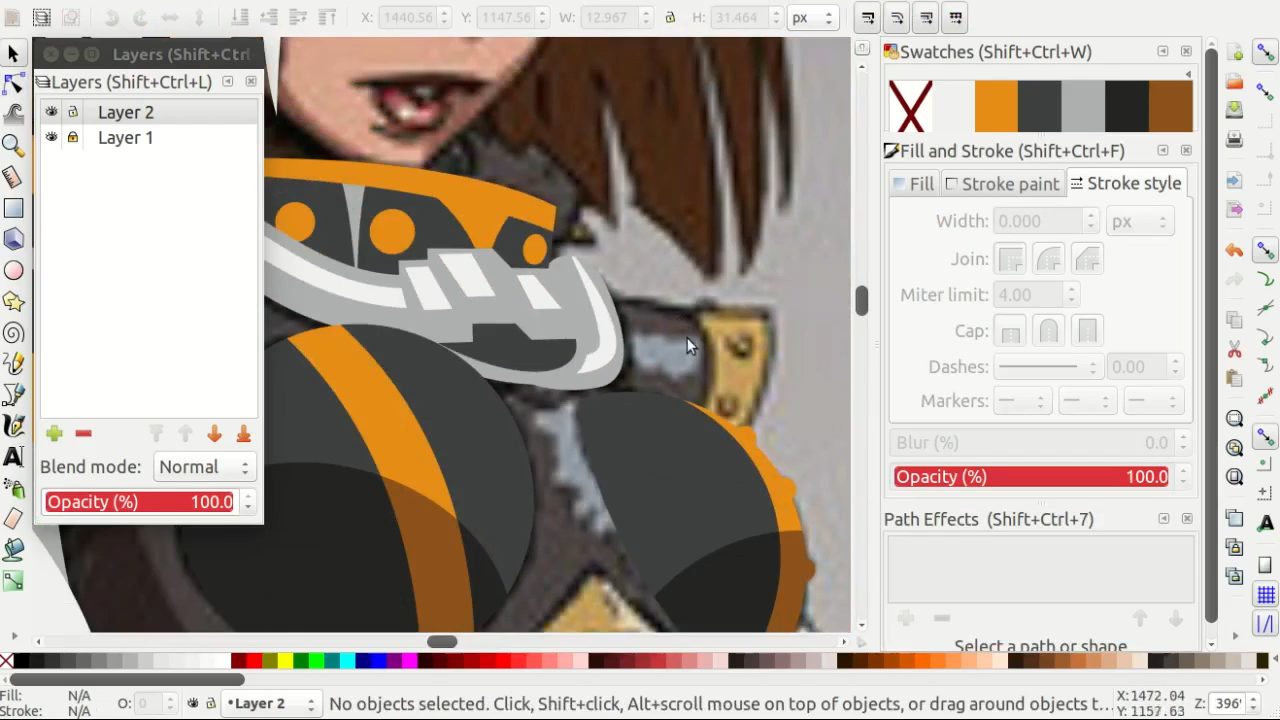 X: 1440.56 Y: 1147.56 W: 12.967 H: 31.464 px
Layers (Shift+Ctrl
Layers (Shift+Ctrl+L)
Layer 2
Layer 1
Blend mode: Normal
Opacity (%) 100.0
Swatches (Shift+Ctrl+W)
Fill and Stroke (Shift+Ctrl+F)
Fill Stroke paint Stroke style
Width: 0.000 px
Join:
Miter limit: 4.00
Cap:
Dashes: 0.00
Markers:
Blur (%) 0.0
Opacity (%) 100.0
Path Effects (Shift+Ctrl+7)
Select a path or shape
Fill: N/A
Stroke: N/A
O: 0
•Layer 2
No objects selected. Click, Shift+click, Alt+scroll mouse on top of objects, or drag around objects t...
X:1472.04
Y:1157.63
Z: 396